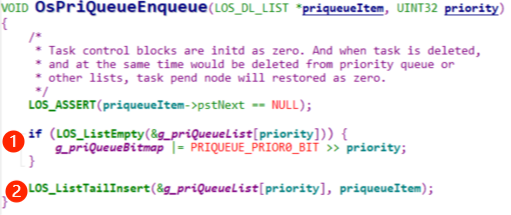 VOID OsPriQueueEnqueue(LOS_DL_LIST *priqueueItem, UINT32 priority)
{
/*
* Task control blocks are initd as zero. And when task is deleted,
* and at the same time would be deleted from priority queue or
* other lists, task pend node will restored as zero.
*/
LOS_ASSERT(priqueueItem->pstNext == NULL);
1 if (LOS_ListEmpty(&g_priQueueList[priority])) {
g_priQueueBitmap |= PRIQUEUE_PRIOR0_BIT >> priority;
}
2 LOS_ListTailInsert(&g_priQueueList[priority], priqueueItem);
}